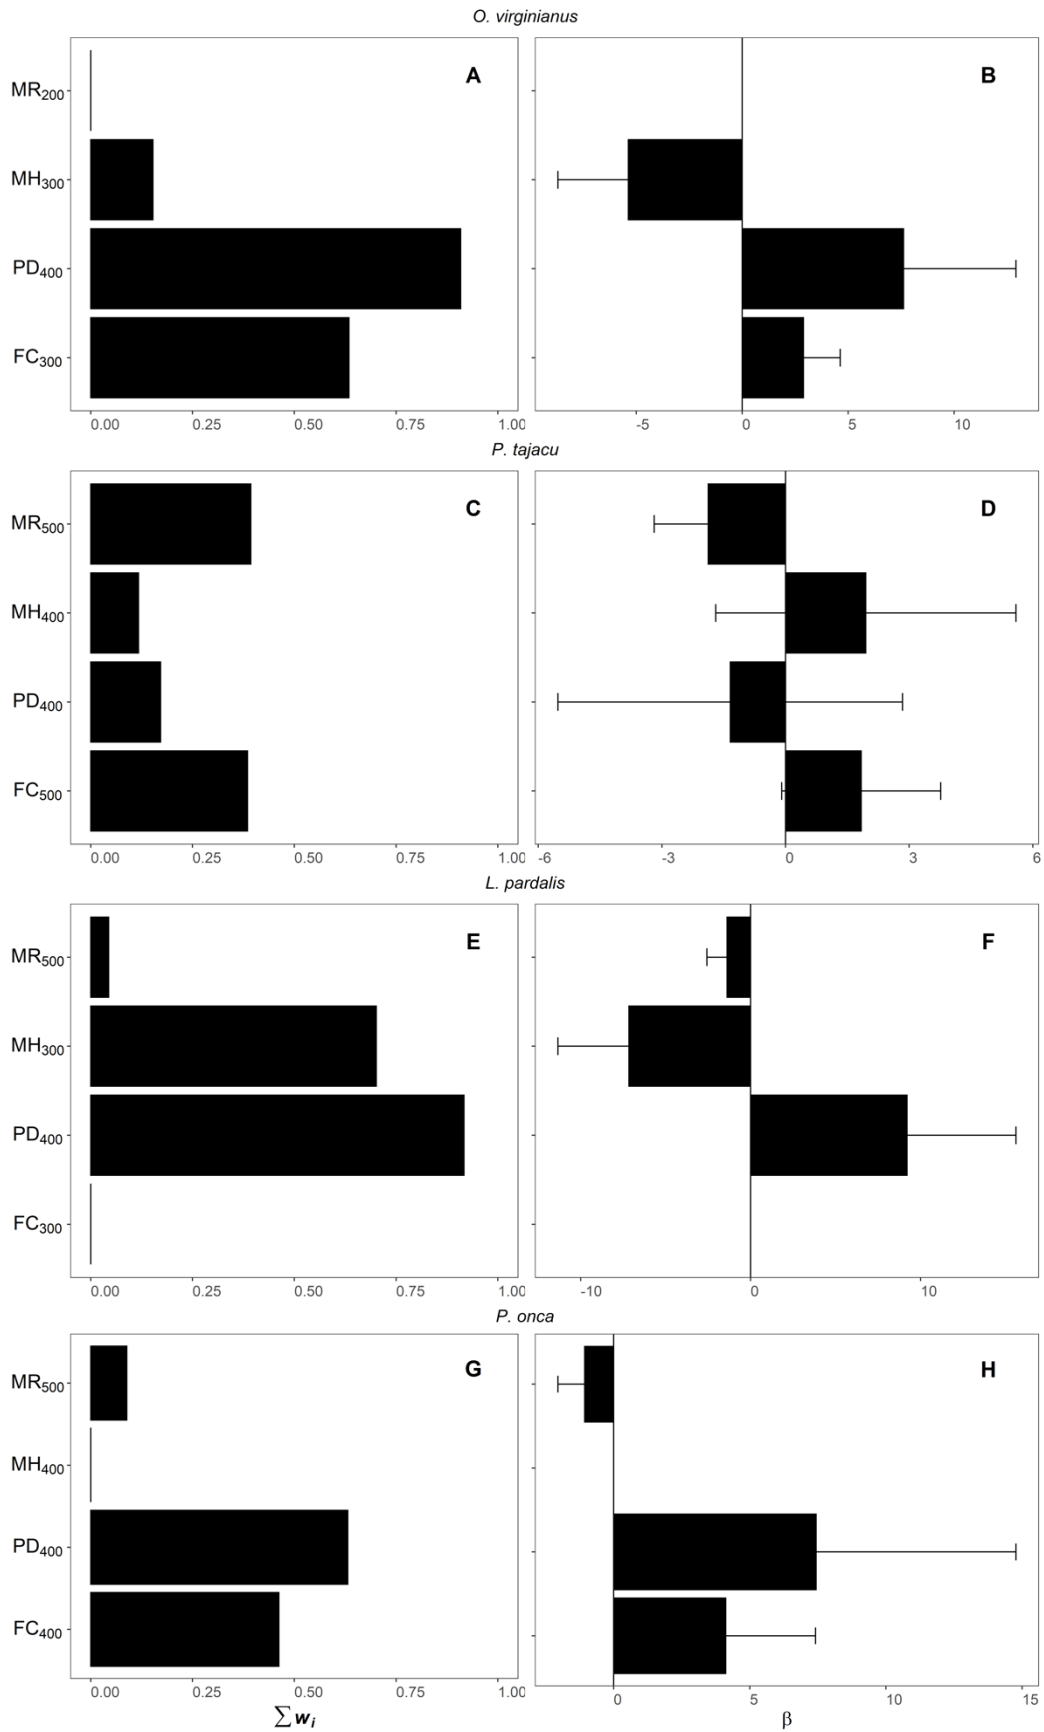 O. virginianus
A
B
MR200
MH300
PD400
FC300
0.00 0.25 0.50 0.75 1.00
-5 0 5 10
P. tajacu
C
D
MR500
MH400
PD400
FC500
0.00 0.25 0.50 0.75 1.00
-6 -3 0 3 6
L. pardalis
E
F
MR500
MH300
PD400
FC300
0.00 0.25 0.50 0.75 1.00
-10 0 10
P. onca
G
H
MR500
MH400
PD400
FC400
0.00 0.25 0.50 0.75 1.00
0 5 10 15
∑wi
β